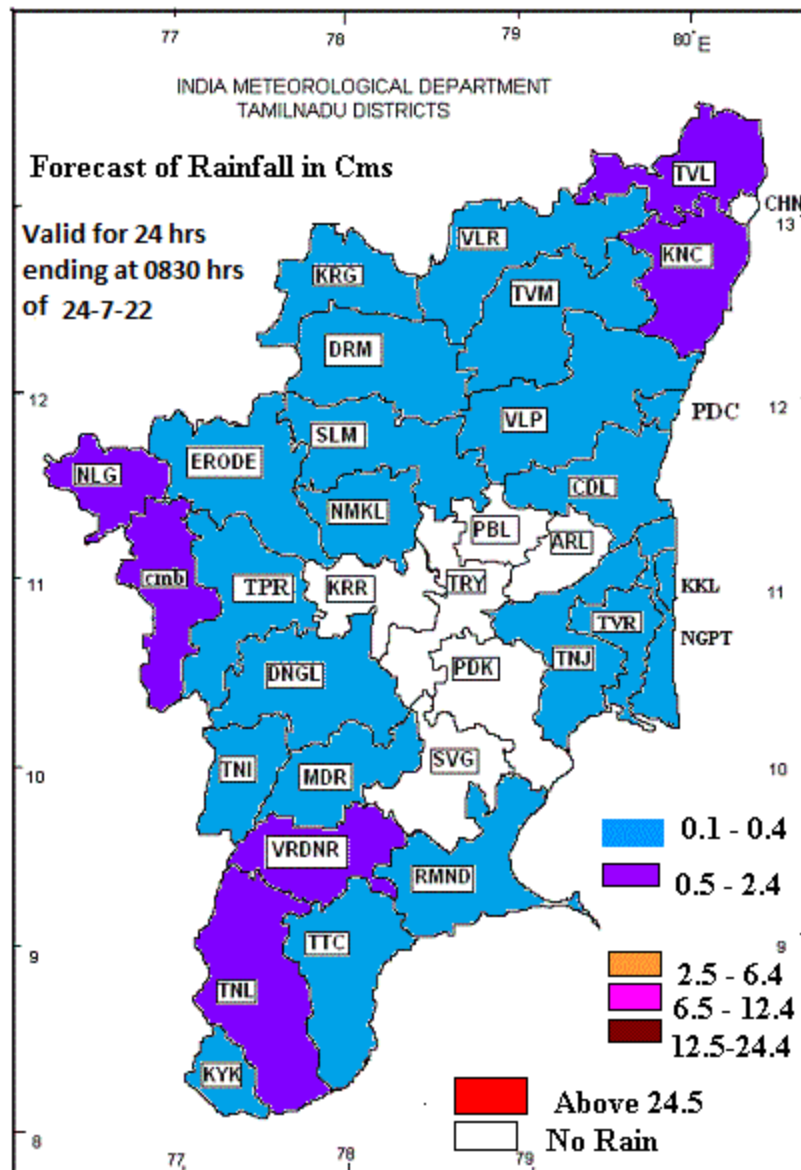 77 78 79 80°E
INDIA METEOROLOGICAL DEPARTMENT
TAMILNADU DISTRICTS
Forecast of Rainfall in Cms
Valid for 24 hrs
ending at 0830 hrs
of 24-7-22
TVL
CHN
13
VLR
KNC
KRG
TVM
DRM
12
12
PDC
VLP
SLM
ERODE
NLG
CDL
NMKL
PBL
ARL
11
cmb
TPR
KRR
TRY
KKL
11
TVR
NGPT
TNJ
DNGL
PDK
10
TNI
MDR
SVG
10
VRDNR
0.1 - 0.4
RMND
0.5 - 2.4
9
TTC
9
2.5 - 6.4
TNL
6.5 - 12.4
12.5-24.4
KYK
Above 24.5
8
No Rain
77 78 79